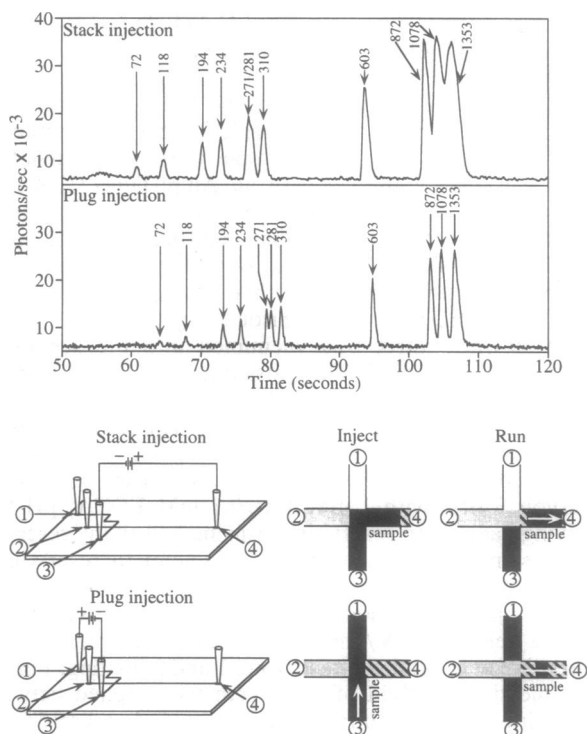 Stack injection
40
30
20
10
72
118
194
234
271/281
310
603
872
1078
1353
Photons/sec x 10⁻³
Plug injection
30
20
10
72
118
194
234
271
281
310
603
872
1078
1353
50 60 70 80 90 100 110 120
Time (seconds)
Stack injection Inject Run
− +
① ② ③ ④
① ② ③ ④
sample
① ② ③ ④
sample
Plug injection
+ −
① ② ③ ④
① ② ③ ④
sample
① ② ③ ④
sample